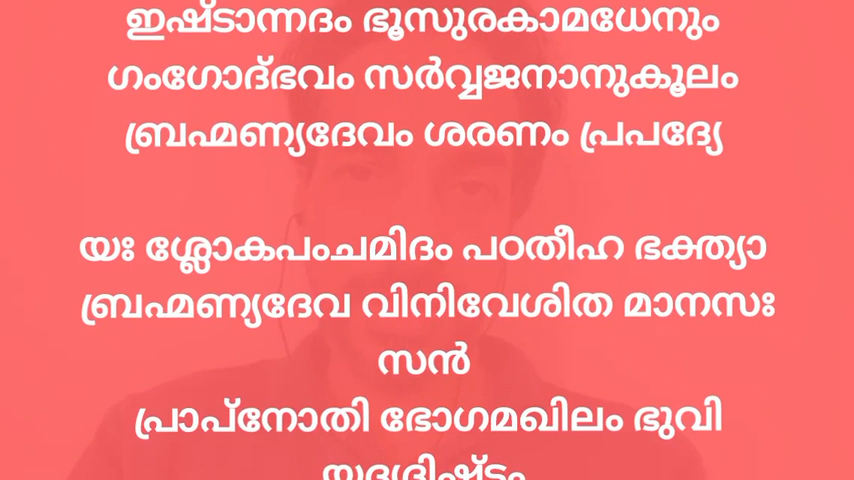 ഇഷ്ടാന്നദം ഭൂസുരകാമധേനും
ഗംഗോദ്ഭവം സർവ്വജനാനുകൂലം
ബ്രഹ്മണ്യദേവം ശരണം പ്രപദ്യേ
യഃ ശ്ലോകപംചമിദം പഠതീഹ ഭക്ത്യാ
ബ്രഹ്മണ്യദേവ വിനിവേശിത മാനസഃ
സൻ
പ്രാപ്നോതി ഭോഗമഖിലം ഭുവി